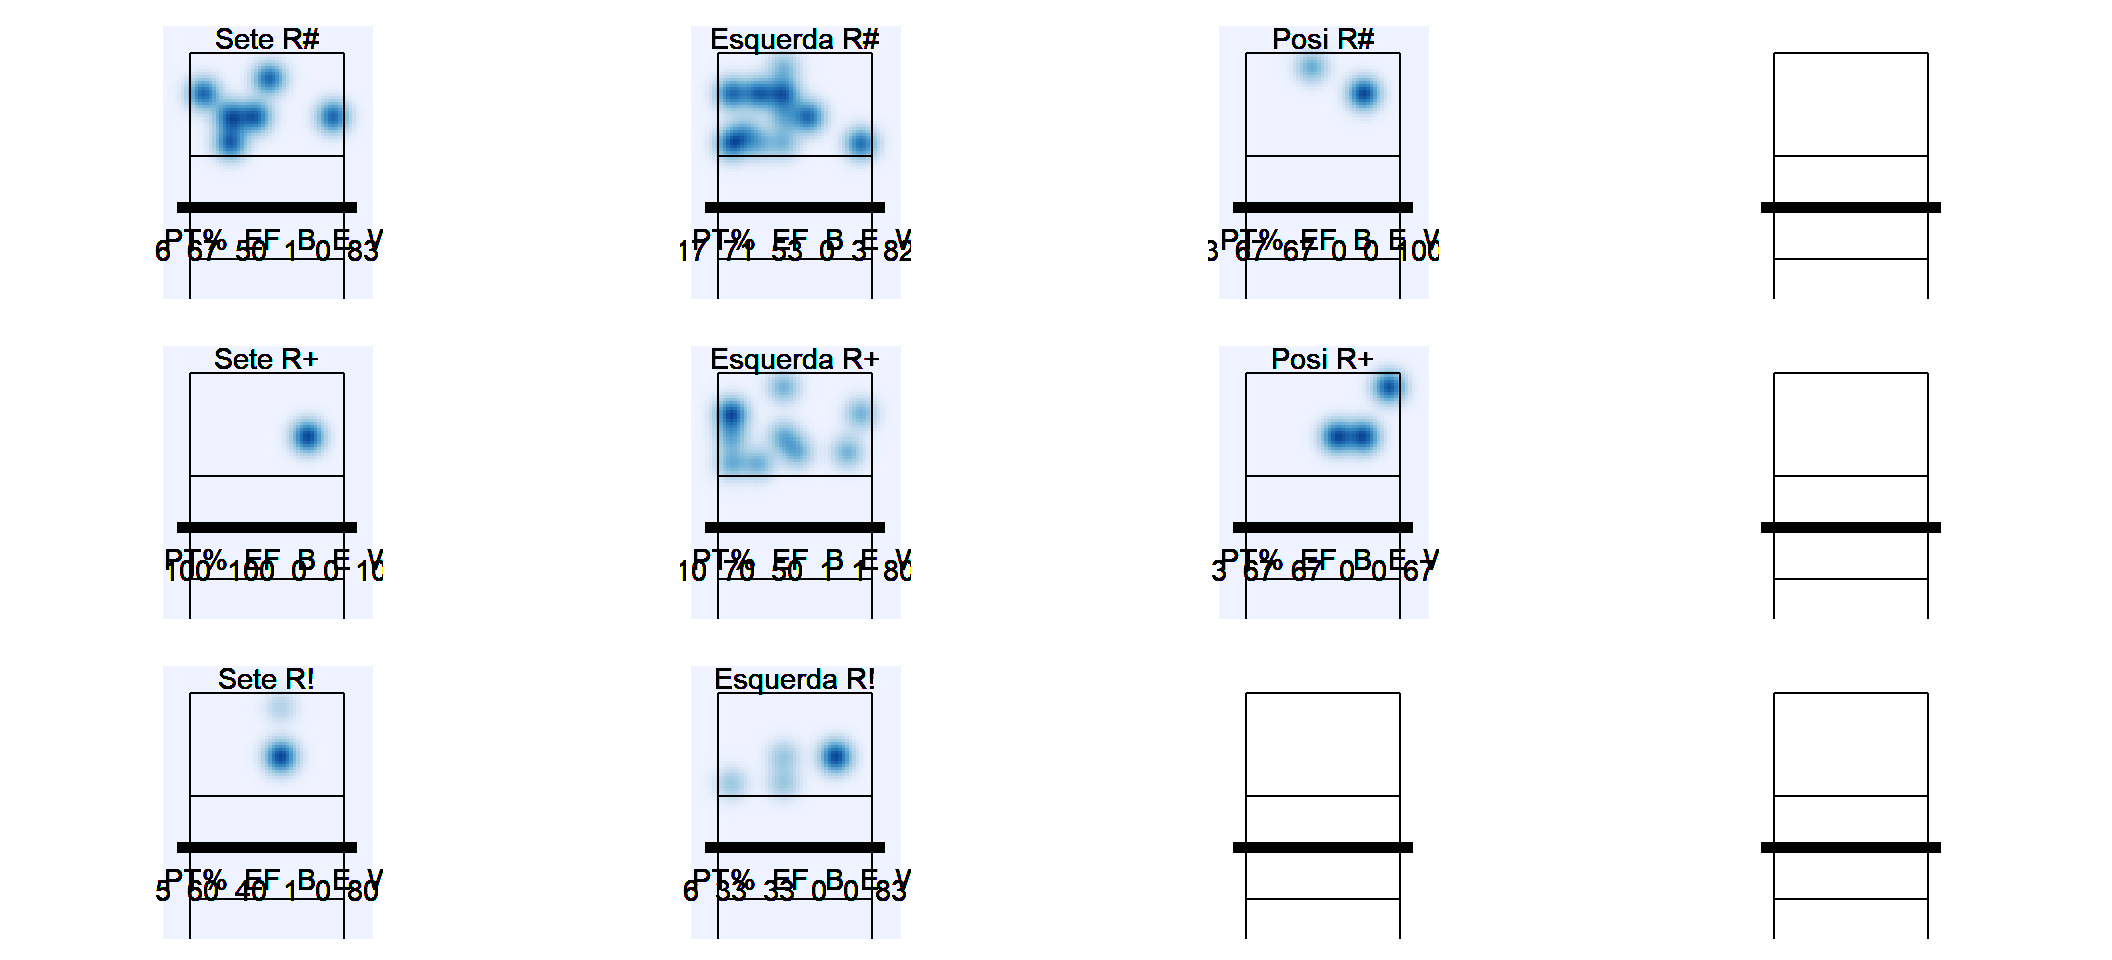 Sete R#
PT% EF B E V
6 67 50 1 0 83
Esquerda R#
PT% EF B E V
17 71 53 0 3 82
Posi R#
PT% EF B E V
3 67 67 0 0 100
Sete R+
PT% EF B E V
100 100 0 0 10
Esquerda R+
PT% EF B E V
10 70 50 1 1 80
Posi R+
PT% EF B E V
3 67 67 0 0 67
Sete R!
PT% EF B E V
5 60 40 1 0 80
Esquerda R!
PT% EF B E V
6 33 33 0 0 83